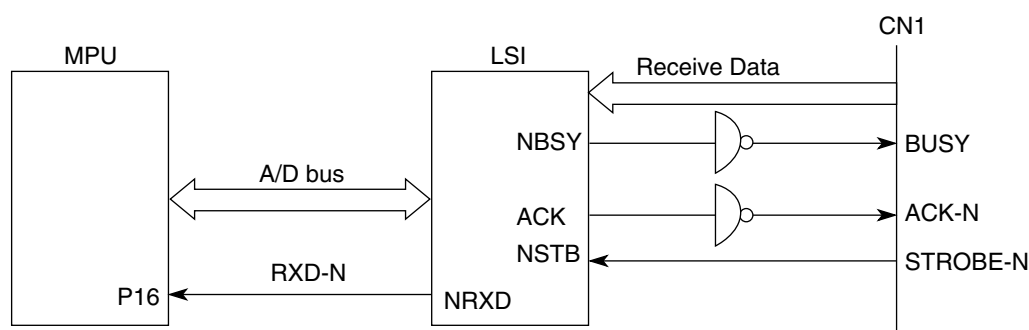 CN1
MPU
LSI
Receive Data
NBSY
BUSY
A/D bus
ACK
ACK-N
NSTB
STROBE-N
RXD-N
P16
NRXD